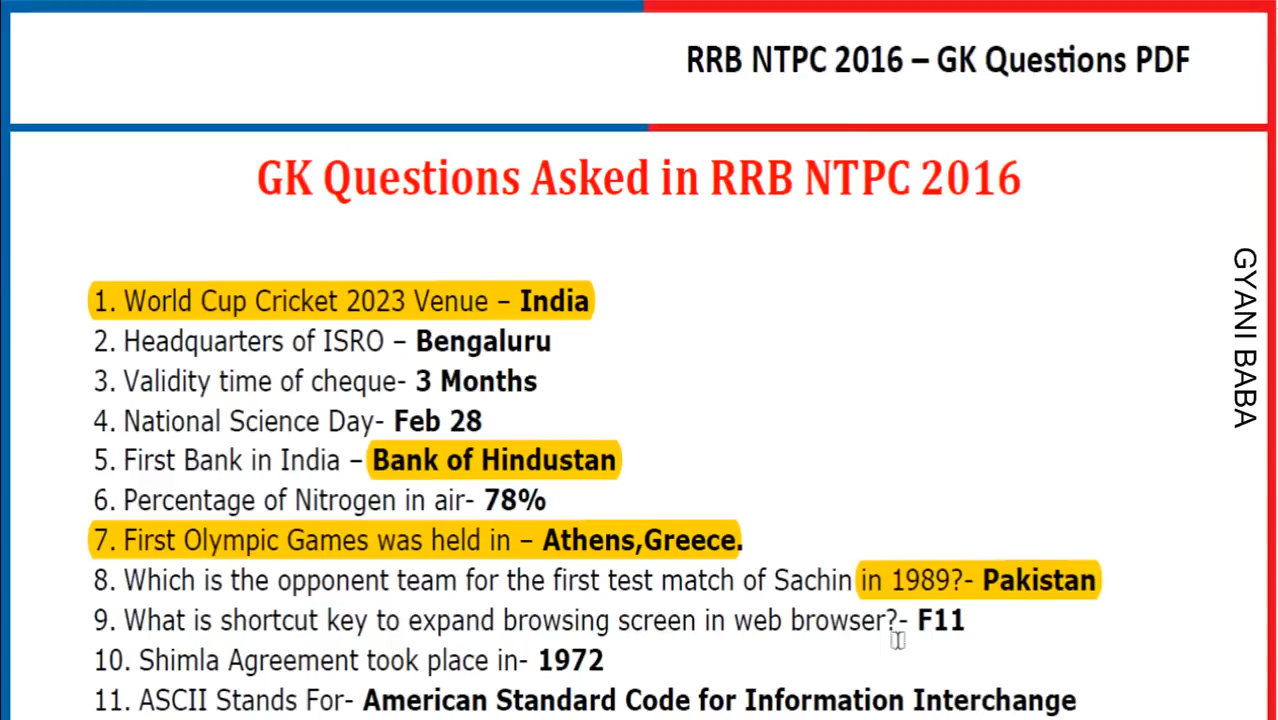 RRB NTPC 2016 – GK Questions PDF
GK Questions Asked in RRB NTPC 2016
1. World Cup Cricket 2023 Venue – India
2. Headquarters of ISRO – Bengaluru
3. Validity time of cheque- 3 Months
4. National Science Day- Feb 28
5. First Bank in India – Bank of Hindustan
6. Percentage of Nitrogen in air- 78%
7. First Olympic Games was held in – Athens,Greece.
8. Which is the opponent team for the first test match of Sachin in 1989?- Pakistan
9. What is shortcut key to expand browsing screen in web browser?- F11
10. Shimla Agreement took place in- 1972
11. ASCII Stands For- American Standard Code for Information Interchange
GYANI BABA